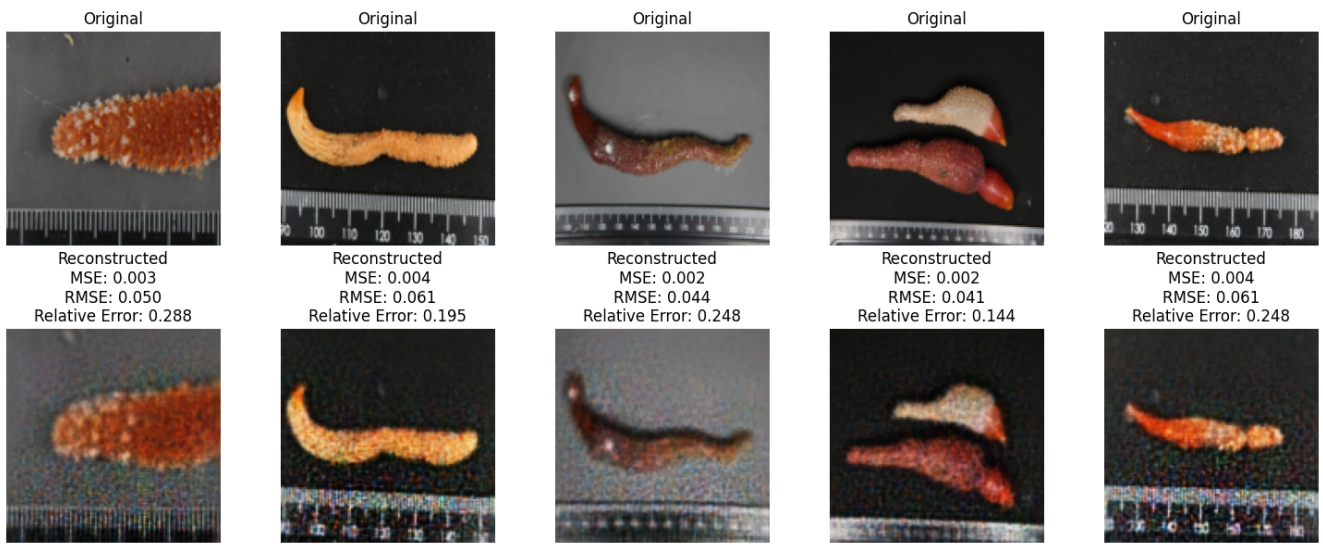 Original
Original
Original
Original
Original
90 100 110 120 130 140 150
120 130 140 150 160 170 180
Reconstructed
MSE: 0.003
RMSE: 0.050
Relative Error: 0.288
Reconstructed
MSE: 0.004
RMSE: 0.061
Relative Error: 0.195
Reconstructed
MSE: 0.002
RMSE: 0.044
Relative Error: 0.248
Reconstructed
MSE: 0.002
RMSE: 0.041
Relative Error: 0.144
Reconstructed
MSE: 0.004
RMSE: 0.061
Relative Error: 0.248